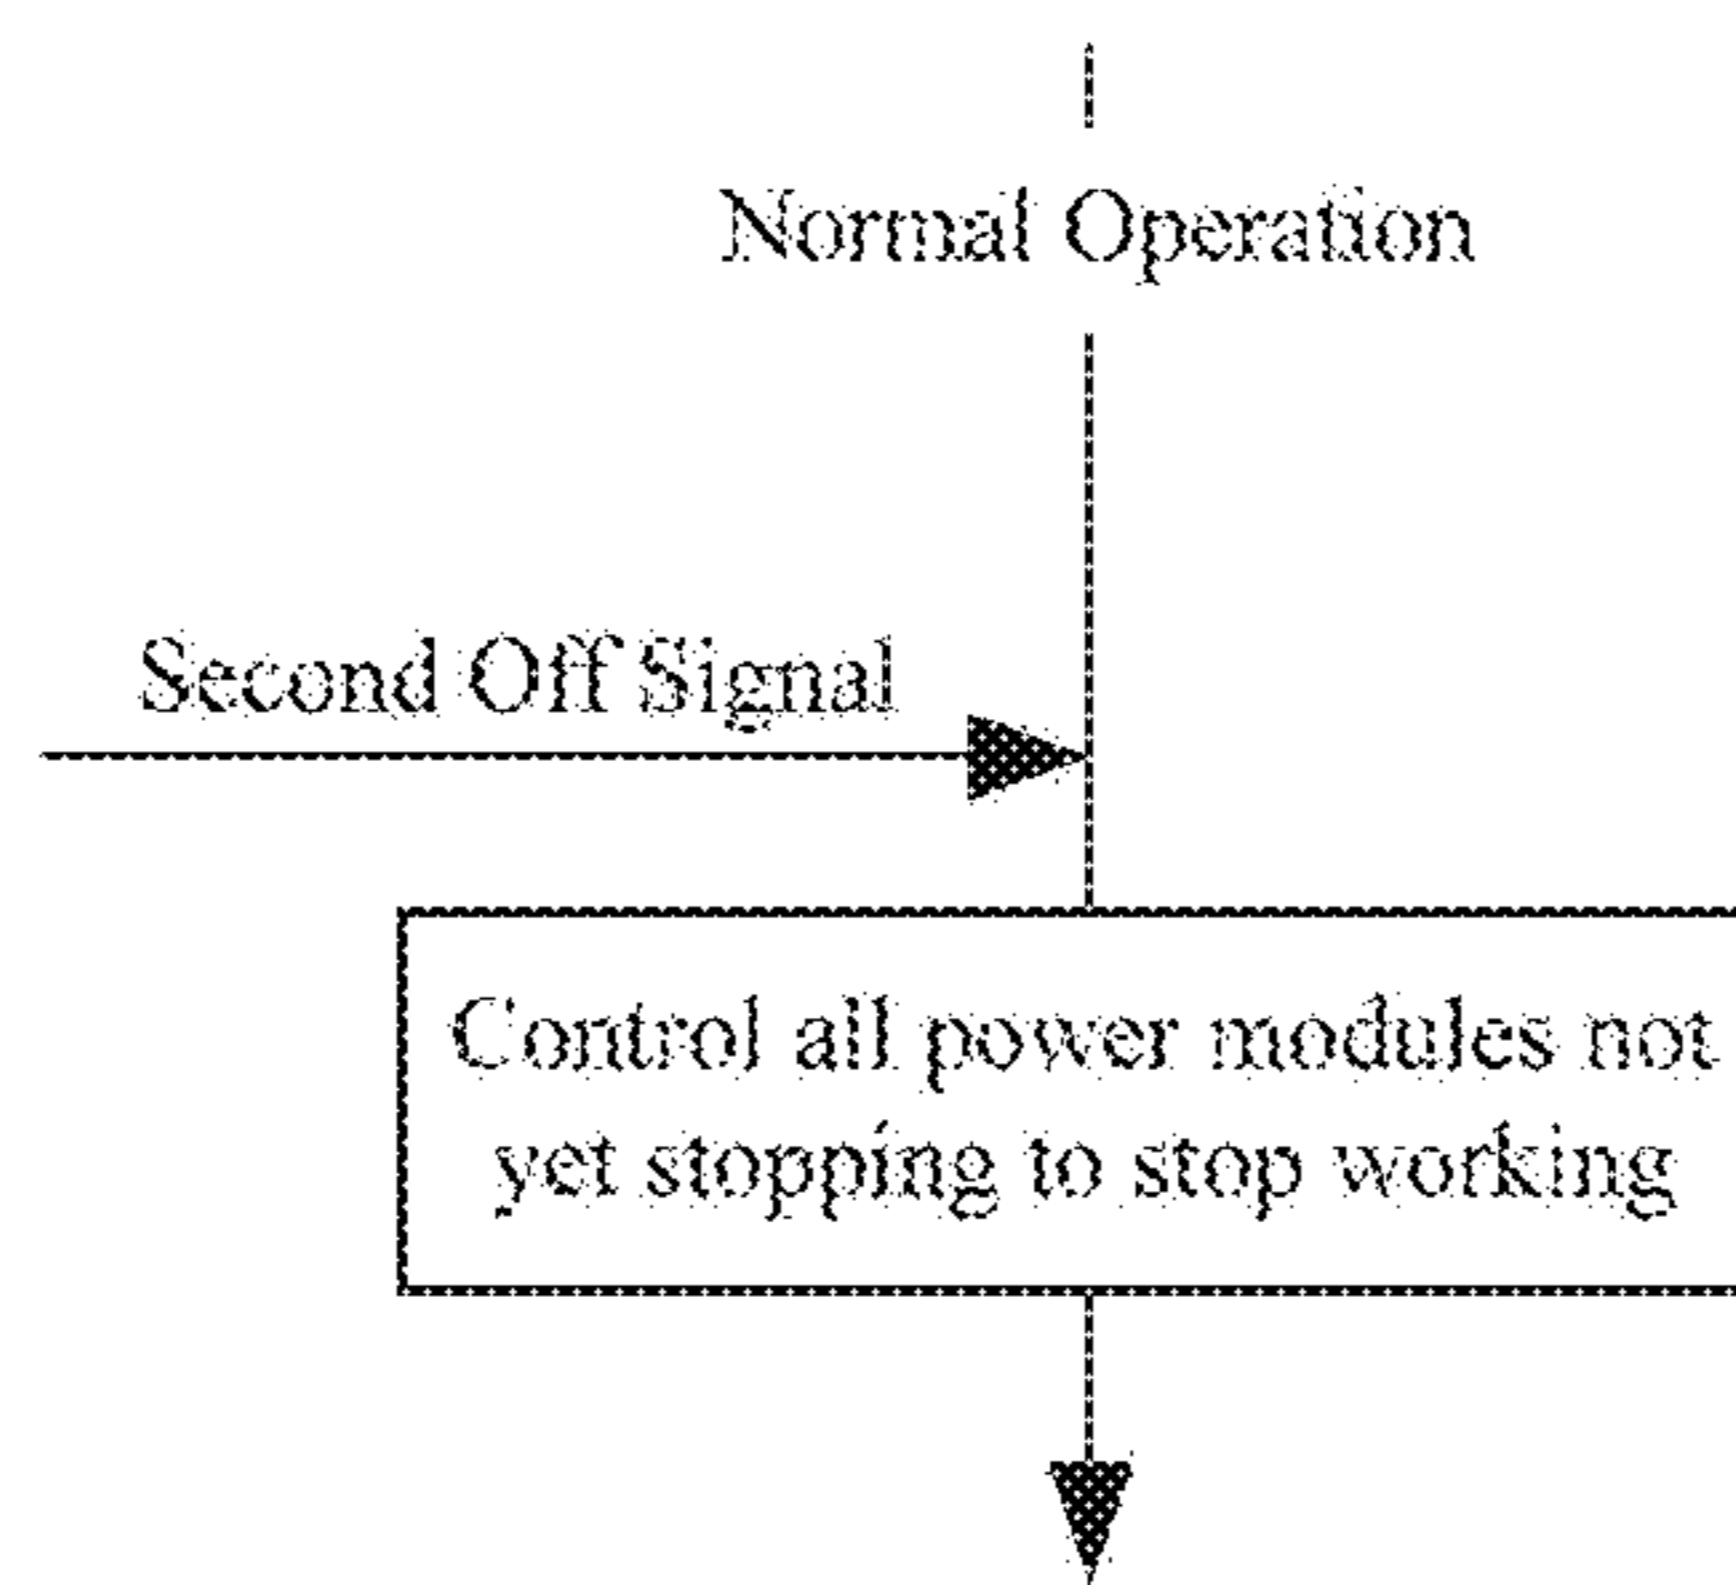 Normal Operation
Second Off Signal
Control all power modules not
yet stopping to stop working